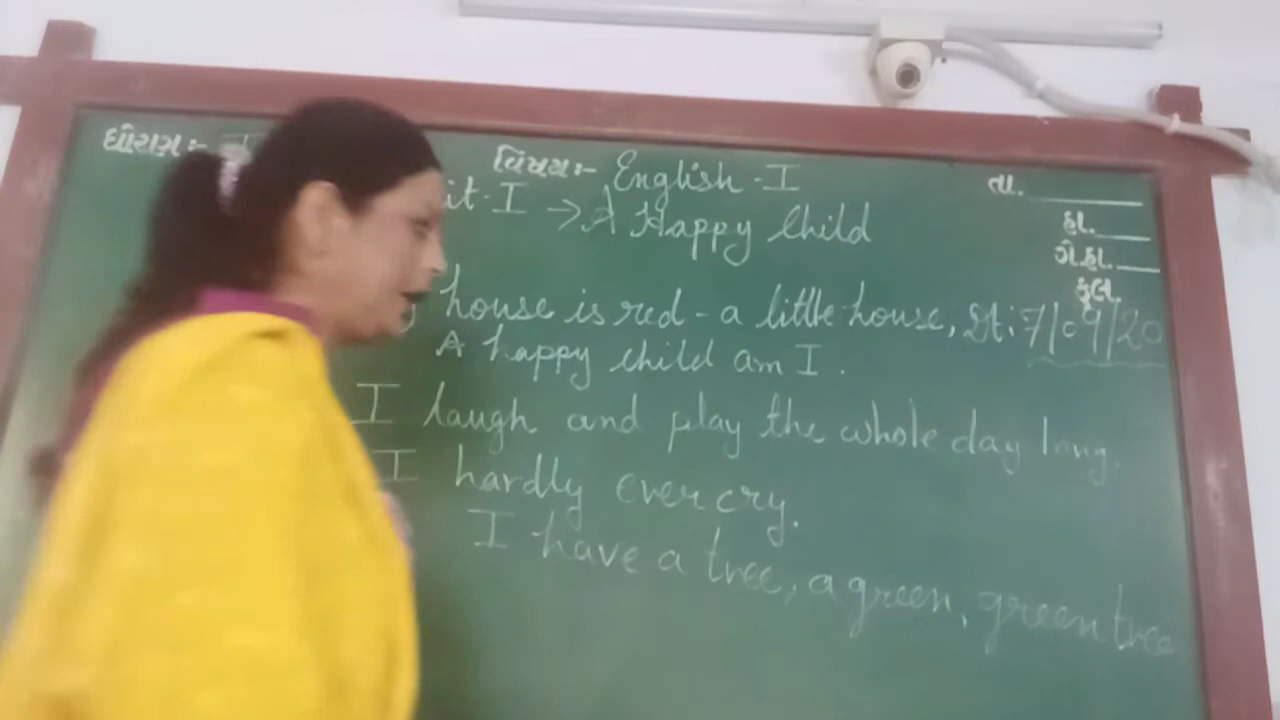 ધોરણ:- I
વિષય:- English - I
તા.
it-I → A Happy Child
હા.
ગે.હા.
કુલ.
house is red - a little house, Dt: 7/09/20
A happy child am I.
I laugh and play the whole day long,
I hardly ever cry.
I have a tree, a green, green tree